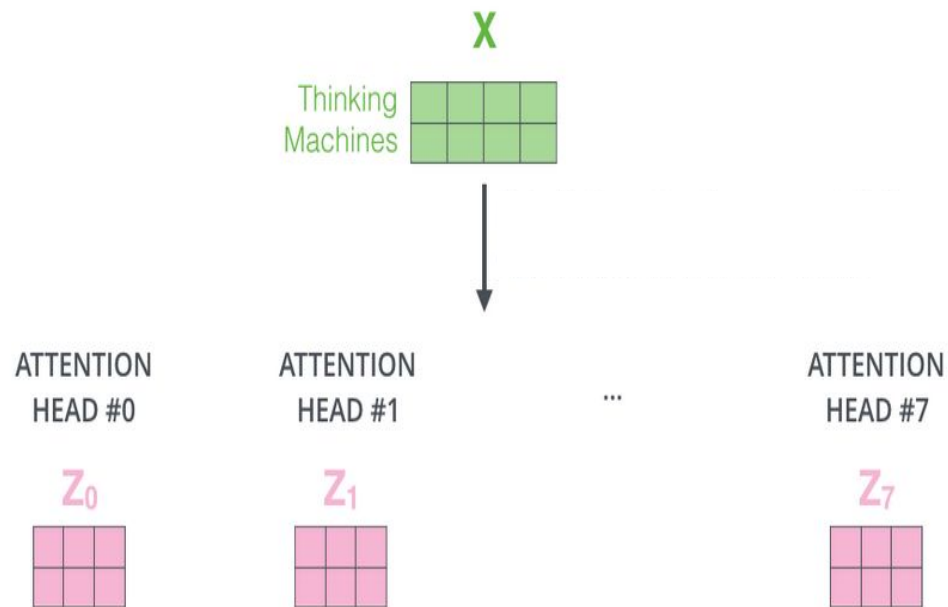 X
Thinking
Machines
ATTENTION
HEAD #0
ATTENTION
HEAD #1
...
ATTENTION
HEAD #7
Z0
Z1
Z7